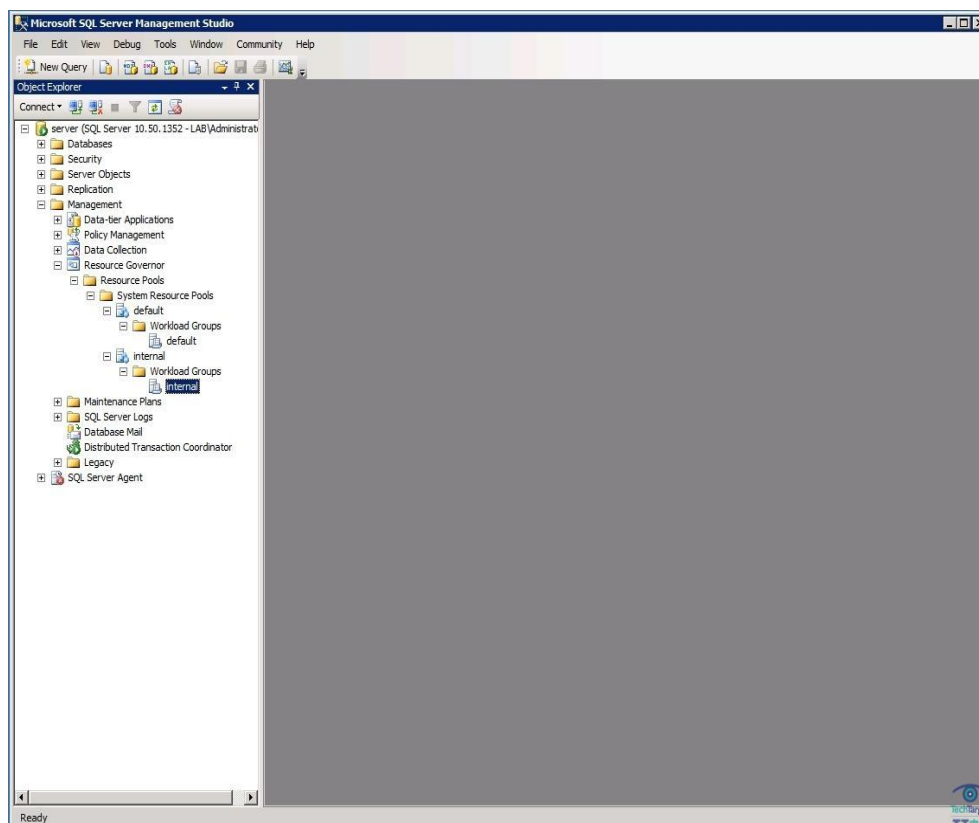 Microsoft SQL Server Management Studio
File Edit View Debug Tools Window Community Help
New Query
Object Explorer
Connect
server (SQL Server 10.50.1352 - LAB\Administrat
Databases
Security
Server Objects
Replication
Management
Data-tier Applications
Policy Management
Data Collection
Resource Governor
Resource Pools
System Resource Pools
default
Workload Groups
default
internal
Workload Groups
internal
Maintenance Plans
SQL Server Logs
Database Mail
Distributed Transaction Coordinator
Legacy
SQL Server Agent
Ready